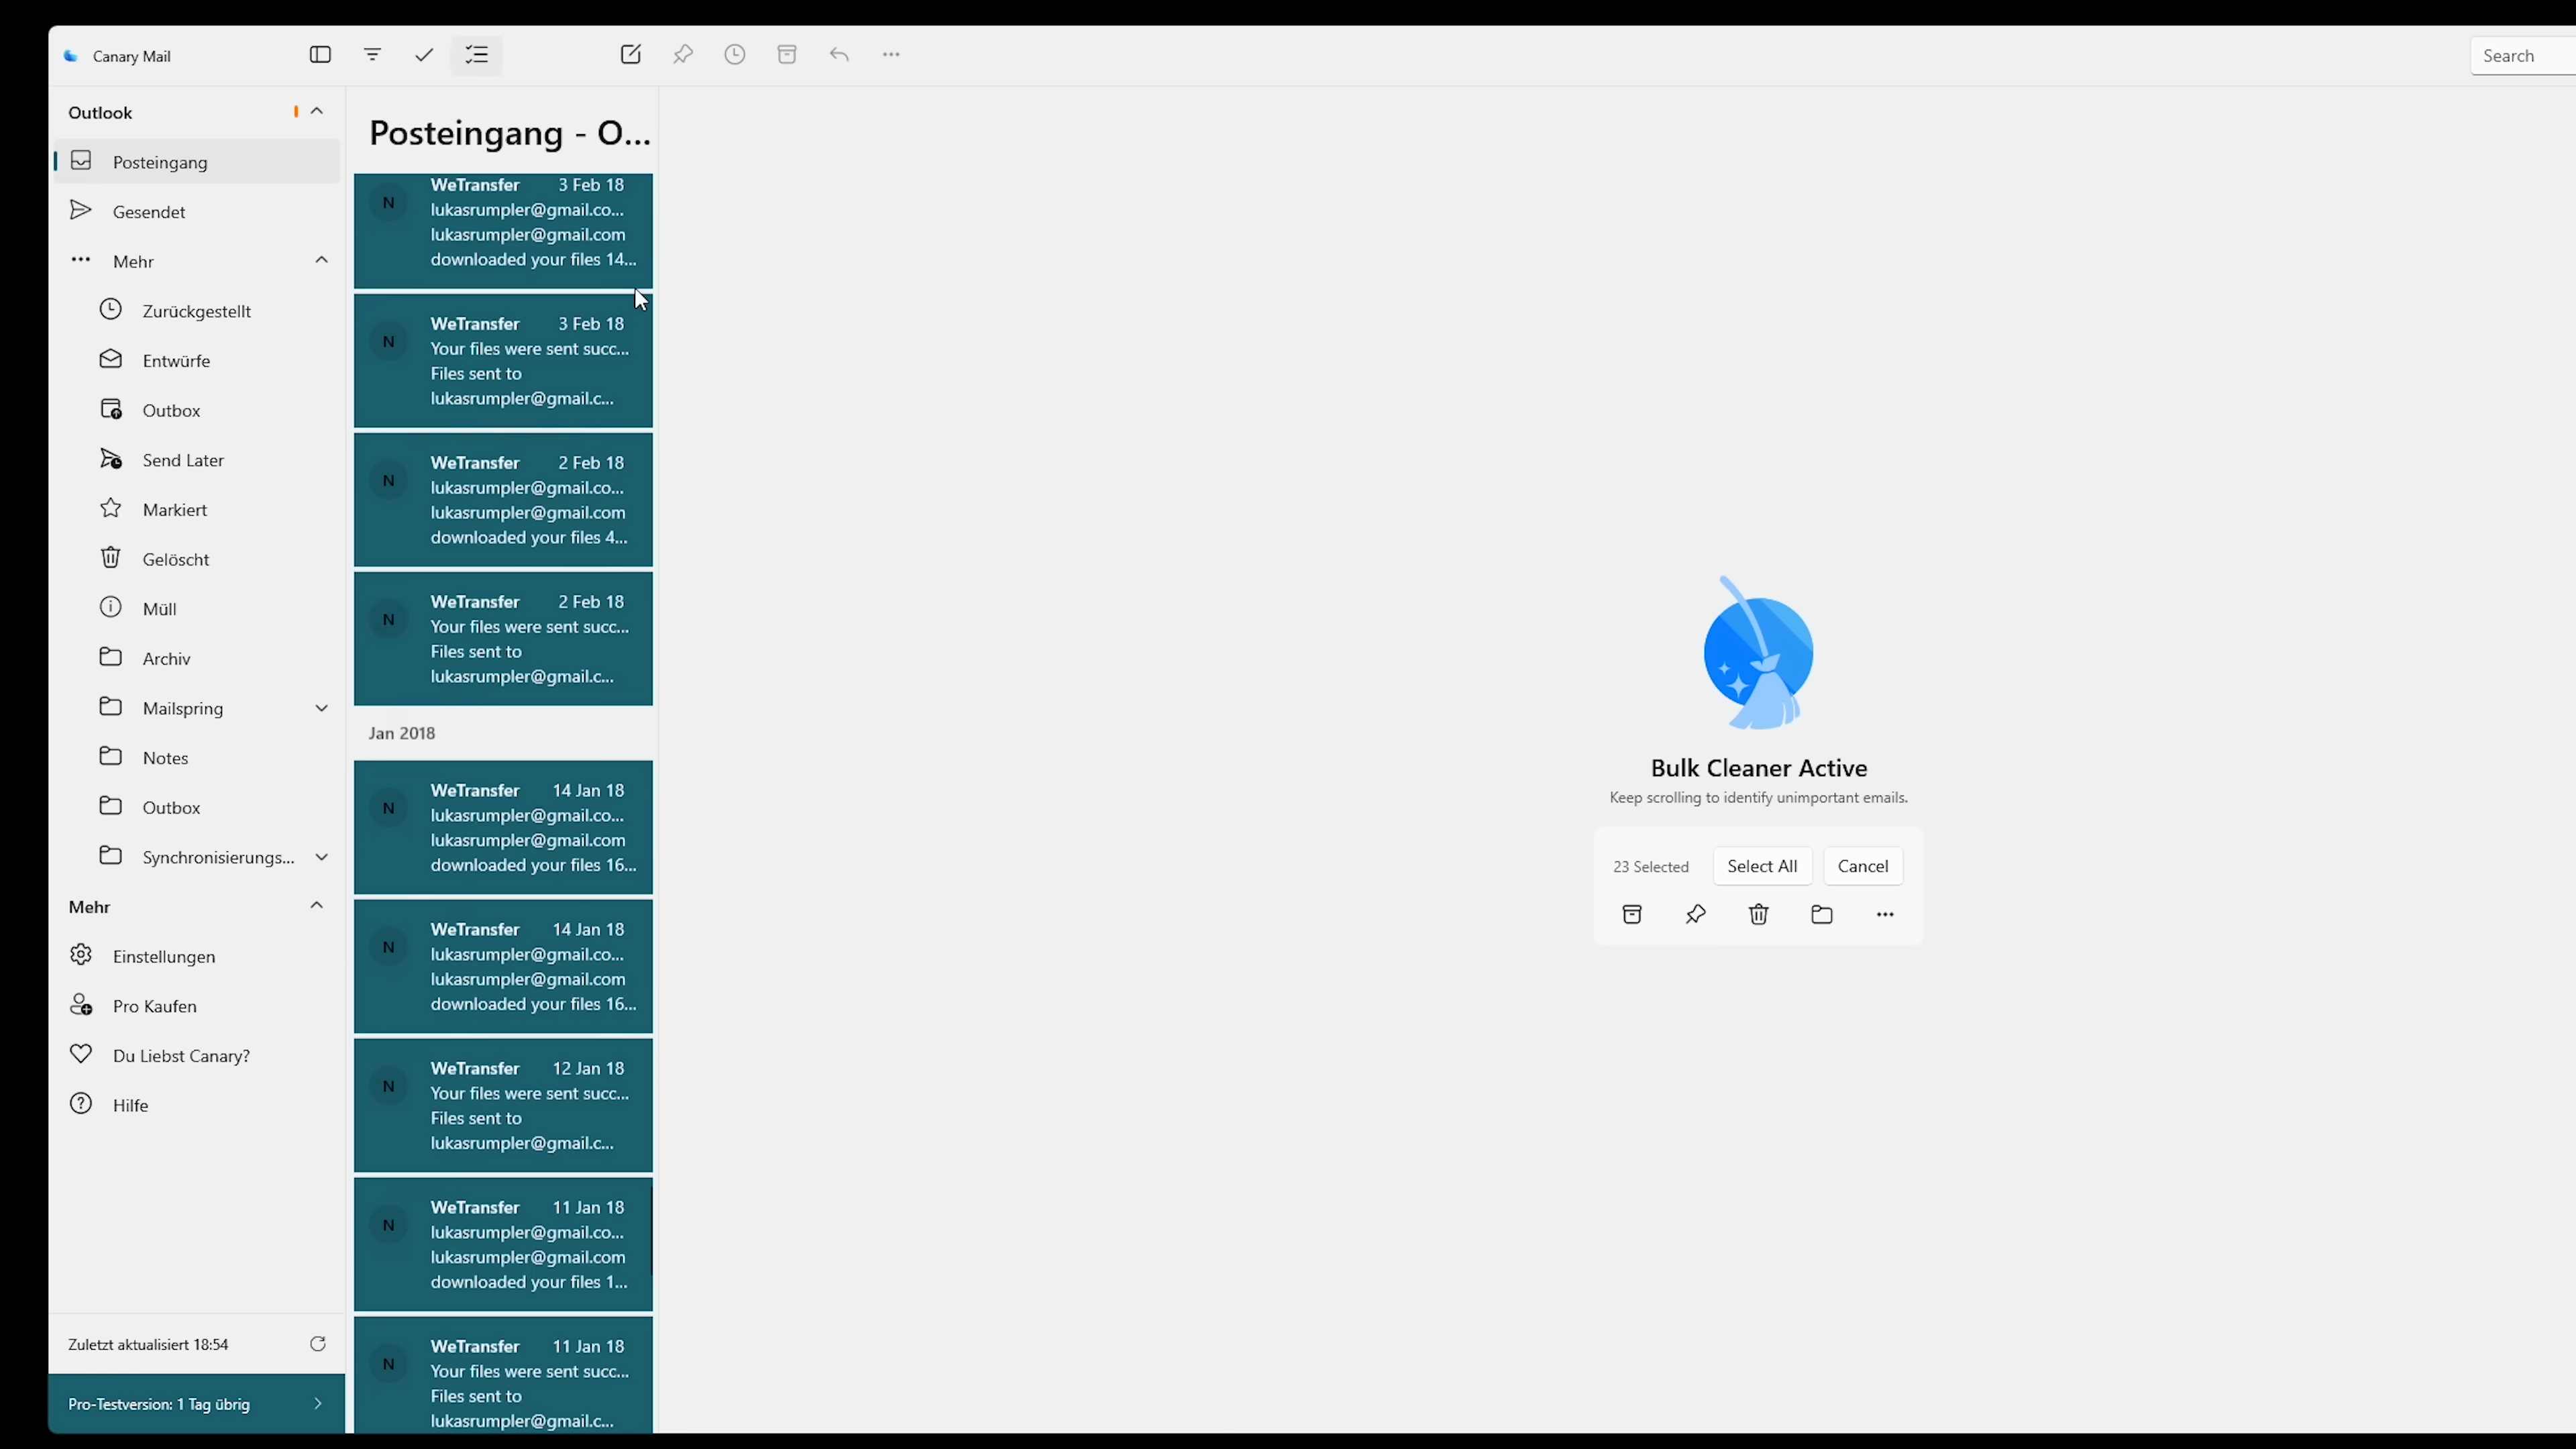 Canary Mail
Search
Outlook
Posteingang
Gesendet
Mehr
Zurückgestellt
Entwürfe
Outbox
Send Later
Markiert
Gelöscht
Müll
Archiv
Mailspring
Notes
Outbox
Synchronisierungs...
Mehr
Einstellungen
Pro Kaufen
Du Liebst Canary?
Hilfe
Zuletzt aktualisiert 18:54
Pro-Testversion: 1 Tag übrig
Posteingang - O...
N
WeTransfer 3 Feb 18
lukasrumpler@gmail.co...
lukasrumpler@gmail.com
downloaded your files 14...
N
WeTransfer 3 Feb 18
Your files were sent succ...
Files sent to
lukasrumpler@gmail.c...
N
WeTransfer 2 Feb 18
lukasrumpler@gmail.co...
lukasrumpler@gmail.com
downloaded your files 4...
N
WeTransfer 2 Feb 18
Your files were sent succ...
Files sent to
lukasrumpler@gmail.c...
Jan 2018
N
WeTransfer 14 Jan 18
lukasrumpler@gmail.co...
lukasrumpler@gmail.com
downloaded your files 16...
N
WeTransfer 14 Jan 18
lukasrumpler@gmail.co...
lukasrumpler@gmail.com
downloaded your files 16...
N
WeTransfer 12 Jan 18
Your files were sent succ...
Files sent to
lukasrumpler@gmail.c...
N
WeTransfer 11 Jan 18
lukasrumpler@gmail.co...
lukasrumpler@gmail.com
downloaded your files 1...
N
WeTransfer 11 Jan 18
Your files were sent succ...
Files sent to
lukasrumpler@gmail.c...
Bulk Cleaner Active
Keep scrolling to identify unimportant emails.
23 Selected Select All Cancel